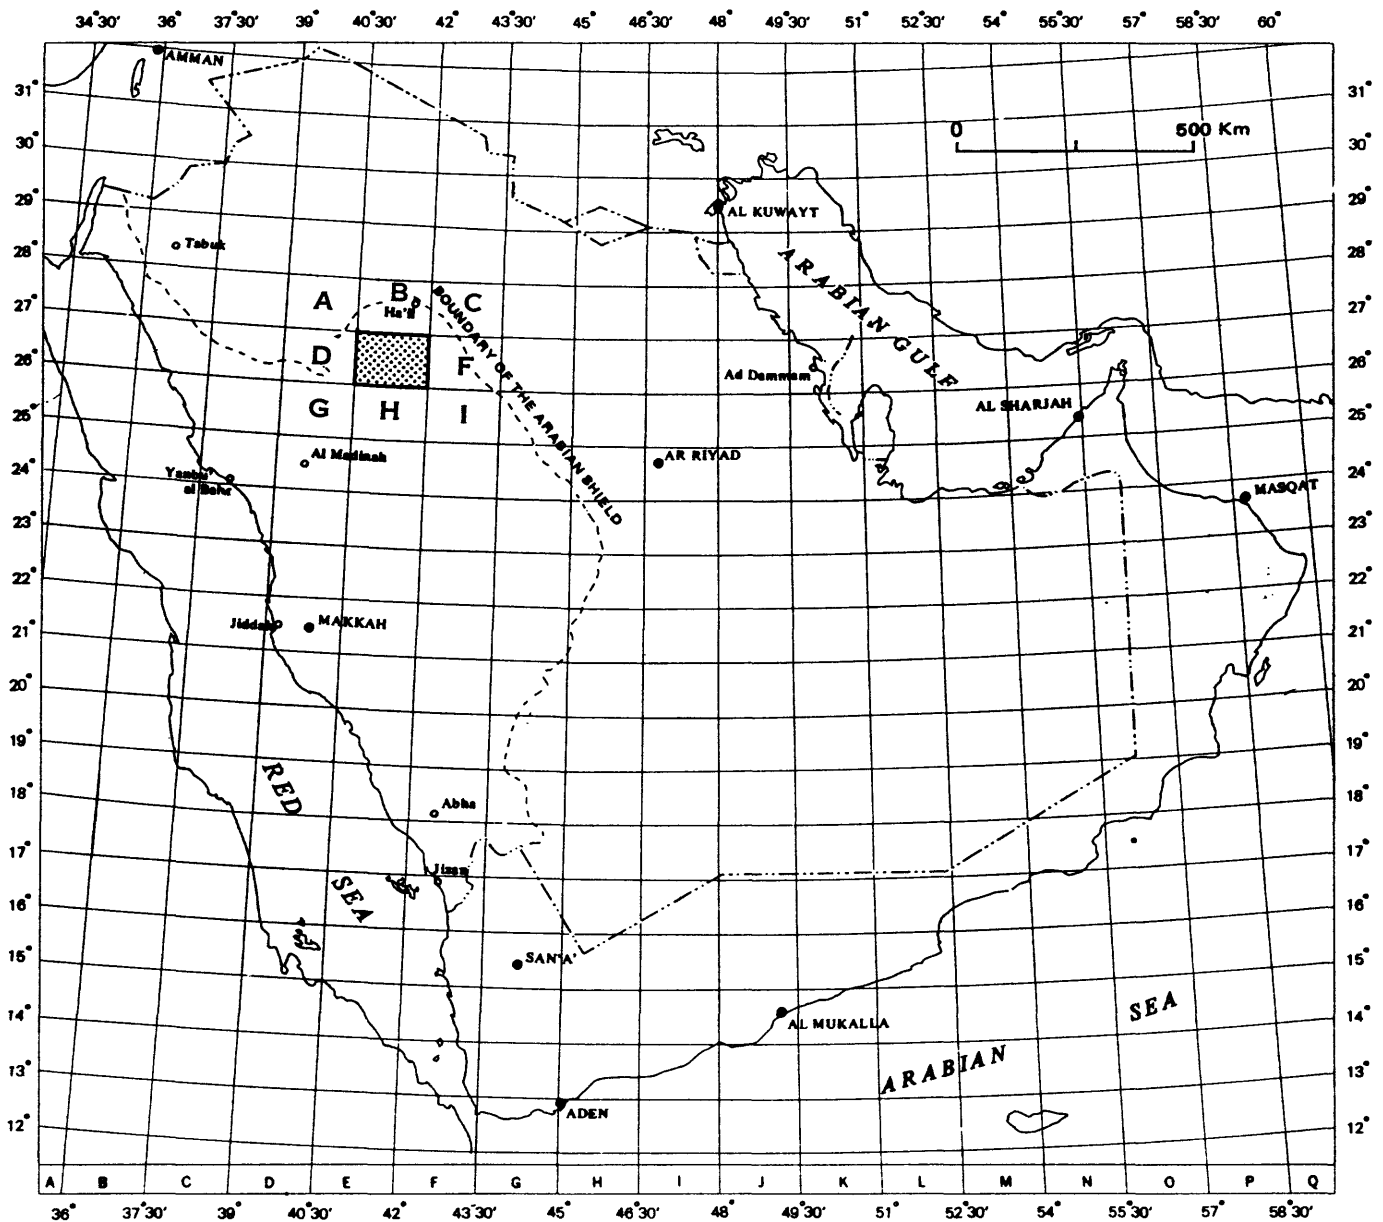 34°30' 36° 37°30' 39° 40°30' 42° 43°30' 45° 46°30' 48° 49°30' 51° 52°30' 54° 55°30' 57° 58°30' 60°
AMMAN
31° 31°
0 500 Km
30° 30°
29° 29°
AL KUWAYT
Tabuk
28° 28°
ARABIAN GULF
A B C
Ha'il
27° 27°
BOUNDARY OF THE ARABIAN SHIELD
D F
26° 26°
Ad Dammam
G H I
AL SHARJAH
25° 25°
Al Madinah
AR RIYAD
24° 24°
Yanbu'
al Bahr
MASQAT
23° 23°
22° 22°
Jiddah
MAKKAH
21° 21°
20° 20°
19° 19°
RED
SEA
18° 18°
Abha
17° 17°
Jizan
16° 16°
SAN'A'
15° 15°
14° 14°
AL MUKALLA
ARABIAN
SEA
13° 13°
ADEN
12° 12°
A B C D E F G H I J K L M N O P Q
36° 37°30' 39° 40°30' 42° 43°30' 45° 46°30' 48° 49°30' 51° 52°30' 54° 55°30' 57° 58°30'